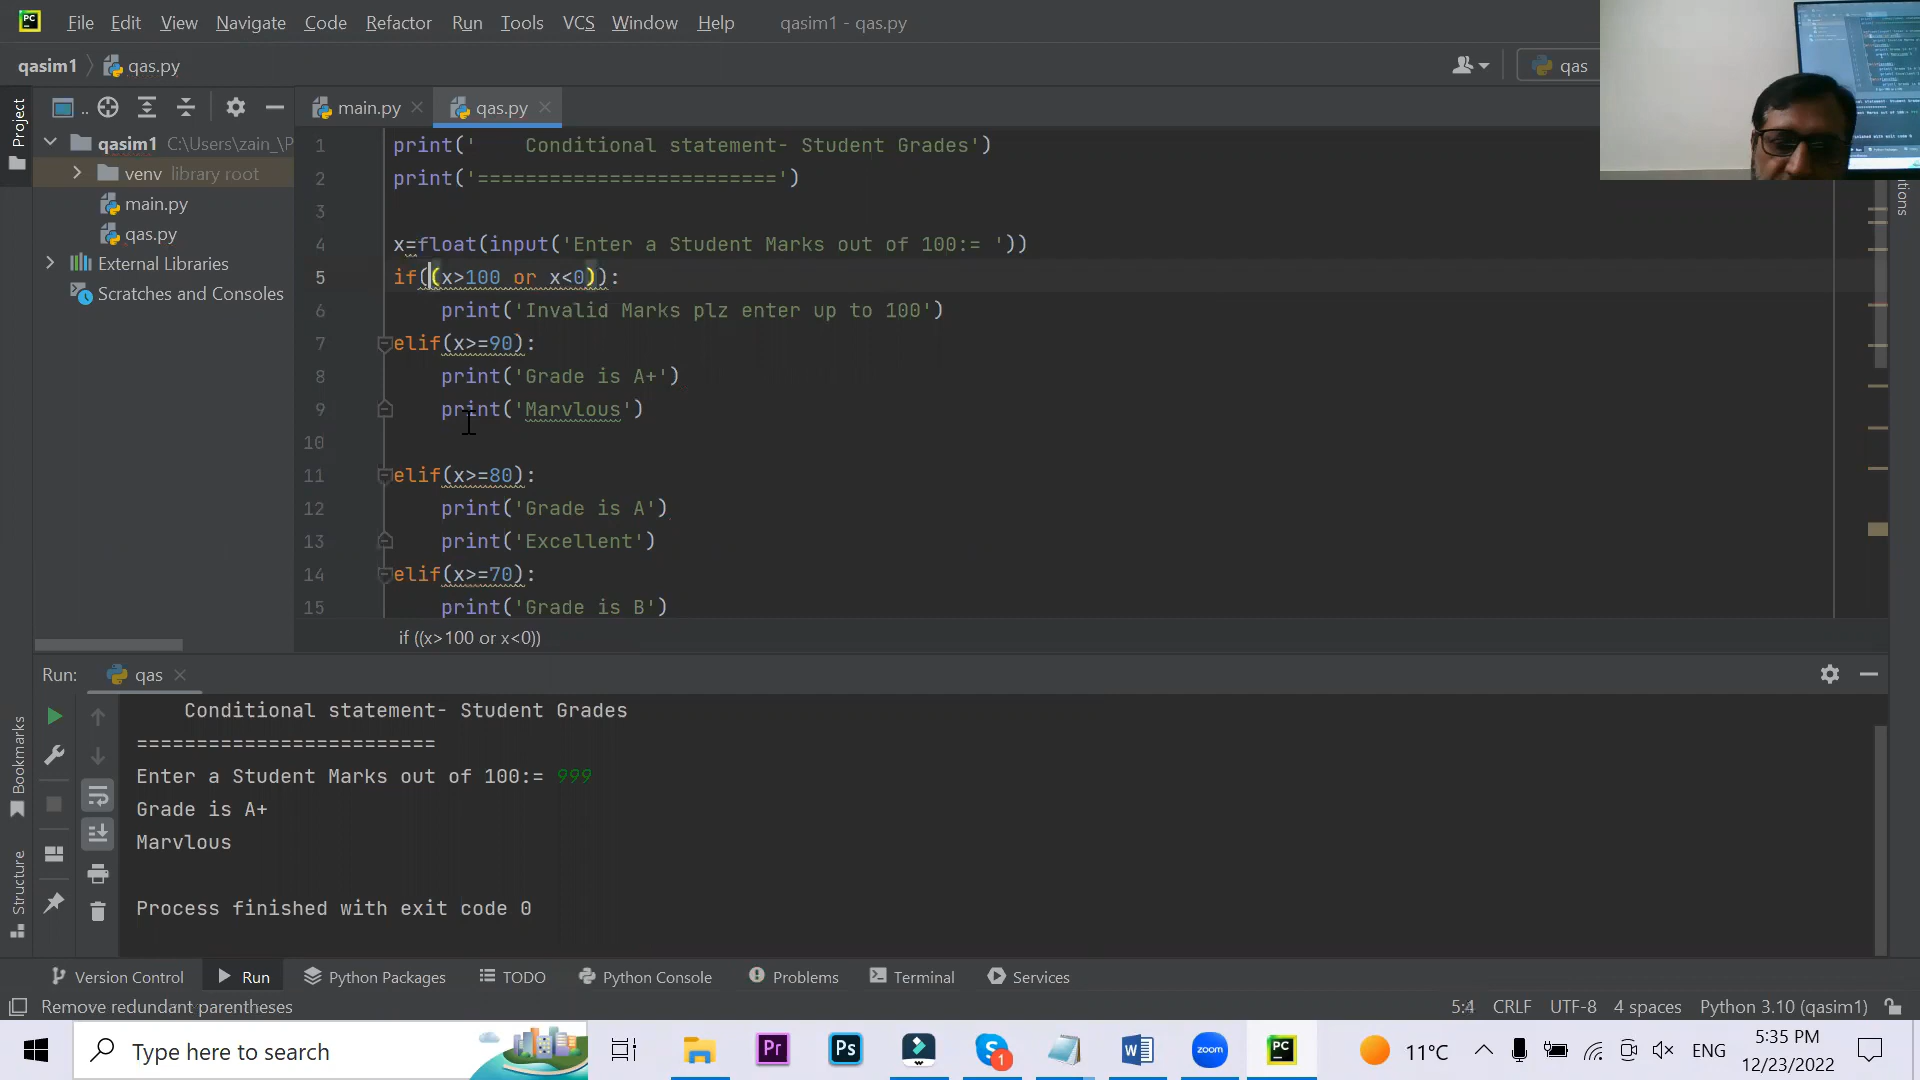 PC File Edit View Navigate Code Refactor Run Tools VCS Window Help qasim1 - qas.py
qasim1 qas.py qas
Project .. main.py qas.py
qasim1 C:\Users\zain_\P
venv library root
main.py
qas.py
External Libraries
Scratches and Consoles
1 print('    Conditional statement- Student Grades')
2 print('=========================')
3
4 x=float(input('Enter a Student Marks out of 100:= '))
5 if((x>100 or x<0)):
6     print('Invalid Marks plz enter up to 100')
7 elif(x>=90):
8     print('Grade is A+')
9     print('Marvlous')
10
11 elif(x>=80):
12     print('Grade is A')
13     print('Excellent')
14 elif(x>=70):
15     print('Grade is B')
if ((x>100 or x<0))
Run: qas
    Conditional statement- Student Grades
=========================
Enter a Student Marks out of 100:= 999
Grade is A+
Marvlous
Process finished with exit code 0
Bookmarks
Structure
Version Control Run Python Packages TODO Python Console Problems Terminal Services
Remove redundant parentheses 5:4 CRLF UTF-8 4 spaces Python 3.10 (qasim1)
Type here to search Pr Ps S 1 W zoom PC 11°C ENG 5:35 PM
12/23/2022